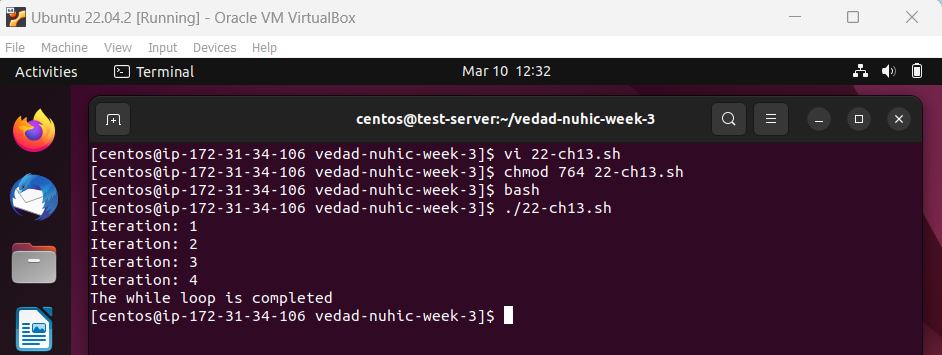 Ubuntu 22.04.2 [Running] - Oracle VM VirtualBox
File Machine View Input Devices Help
Activities Terminal Mar 10 12:32
centos@test-server:~/vedad-nuhic-week-3
[centos@ip-172-31-34-106 vedad-nuhic-week-3]$ vi 22-ch13.sh
[centos@ip-172-31-34-106 vedad-nuhic-week-3]$ chmod 764 22-ch13.sh
[centos@ip-172-31-34-106 vedad-nuhic-week-3]$ bash
[centos@ip-172-31-34-106 vedad-nuhic-week-3]$ ./22-ch13.sh
Iteration: 1
Iteration: 2
Iteration: 3
Iteration: 4
The while loop is completed
[centos@ip-172-31-34-106 vedad-nuhic-week-3]$